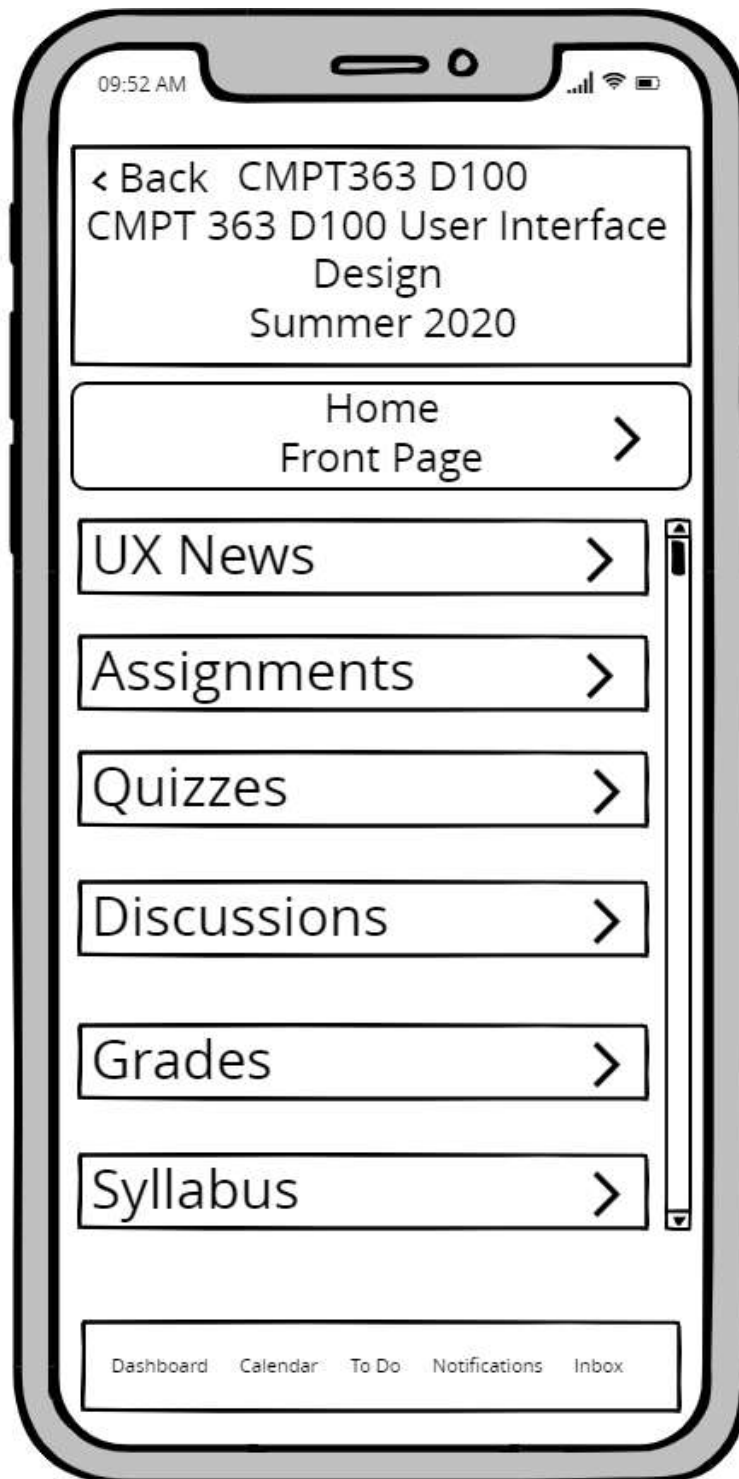 09:52 AM
< Back CMPT363 D100
CMPT 363 D100 User Interface
Design
Summer 2020
Home
Front Page
UX News
Assignments
Quizzes
Discussions
Grades
Syllabus
Dashboard Calendar To Do Notifications Inbox